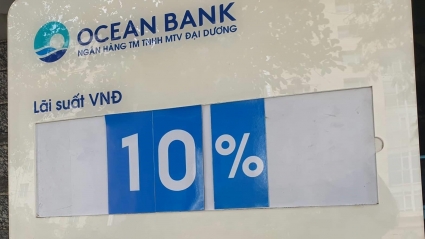 OCEAN BANK
NGÂN HÀNG TM TNHH MTV ĐẠI DƯƠNG
Lãi suất VNĐ
10%